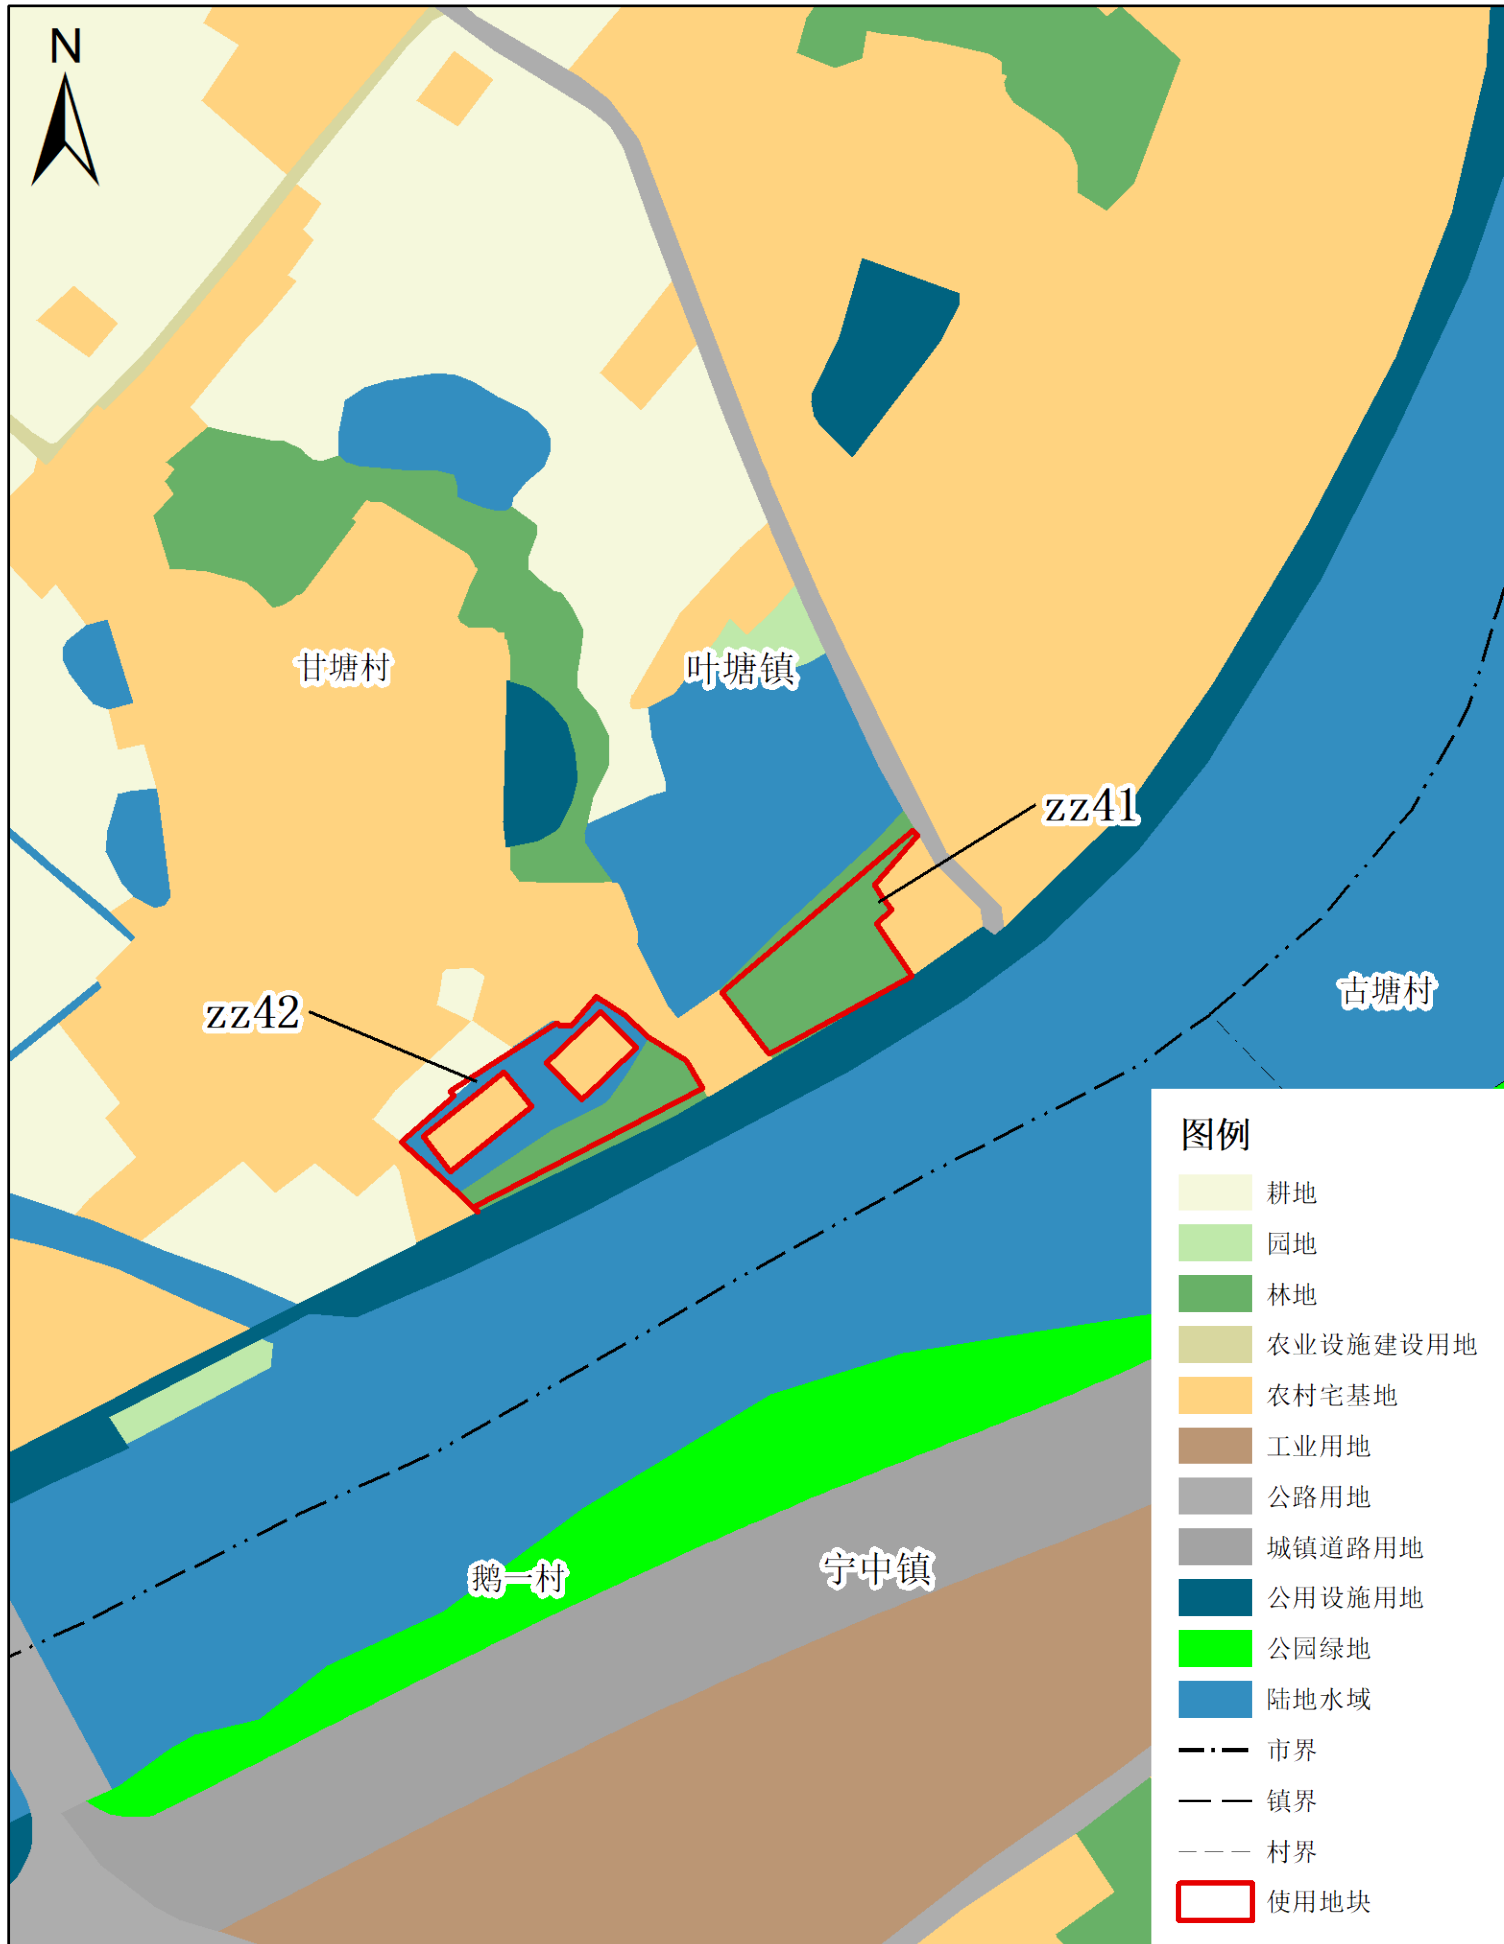 N
甘塘村
叶塘镇
zz41
古塘村
zz42
鹅一村
宁中镇
图例
耕地
园地
林地
农业设施建设用地
农村宅基地
工业用地
公路用地
城镇道路用地
公用设施用地
公园绿地
陆地水域
市界
镇界
村界
使用地块